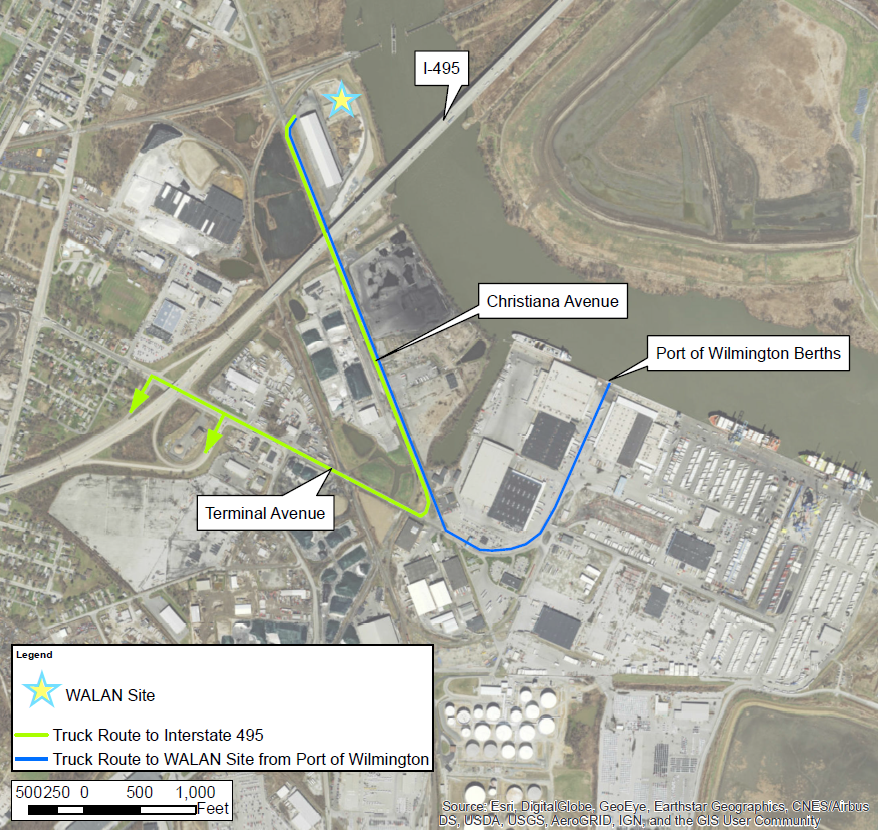 I-495
Christiana Avenue
Port of Wilmington Berths
Terminal Avenue
Legend
WALAN Site
Truck Route to Interstate 495
Truck Route to WALAN Site from Port of Wilmington
500250 0 500 1,000
Feet
Source: Esri, DigitalGlobe, GeoEye, Earthstar Geographics, CNES/Airbus
DS, USDA, USGS, AeroGRID, IGN, and the GIS User Community